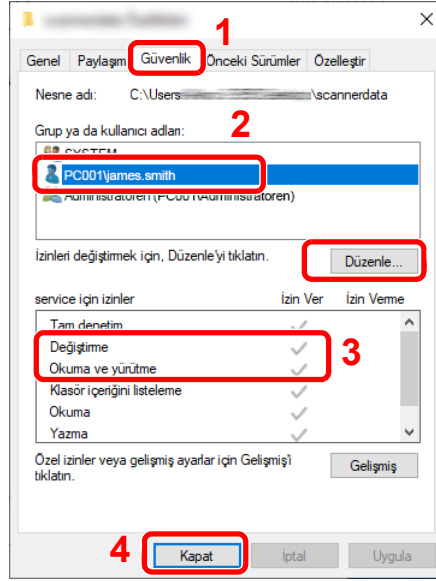 1
Genel Paylaşım Güvenlik Önceki Sürümler Özelleştir
Nesne adı: C:\Users \scannerdata
2
Grup ya da kullanıcı adları:
SYSTEM
PC001\james.smith
Administratoren (PC001\Administratoren)
İzinleri değiştirmek için, Düzenle'yi tıklatın.
Düzenle...
service için izinler İzin Ver İzin Verme
Tam denetim
Değiştirme
3
Okuma ve yürütme
Klasör içeriğini listeleme
Okuma
Yazma
Özel izinler veya gelişmiş ayarlar için Gelişmiş'i
tıklatın.
Gelişmiş
4
Kapat İptal Uygula